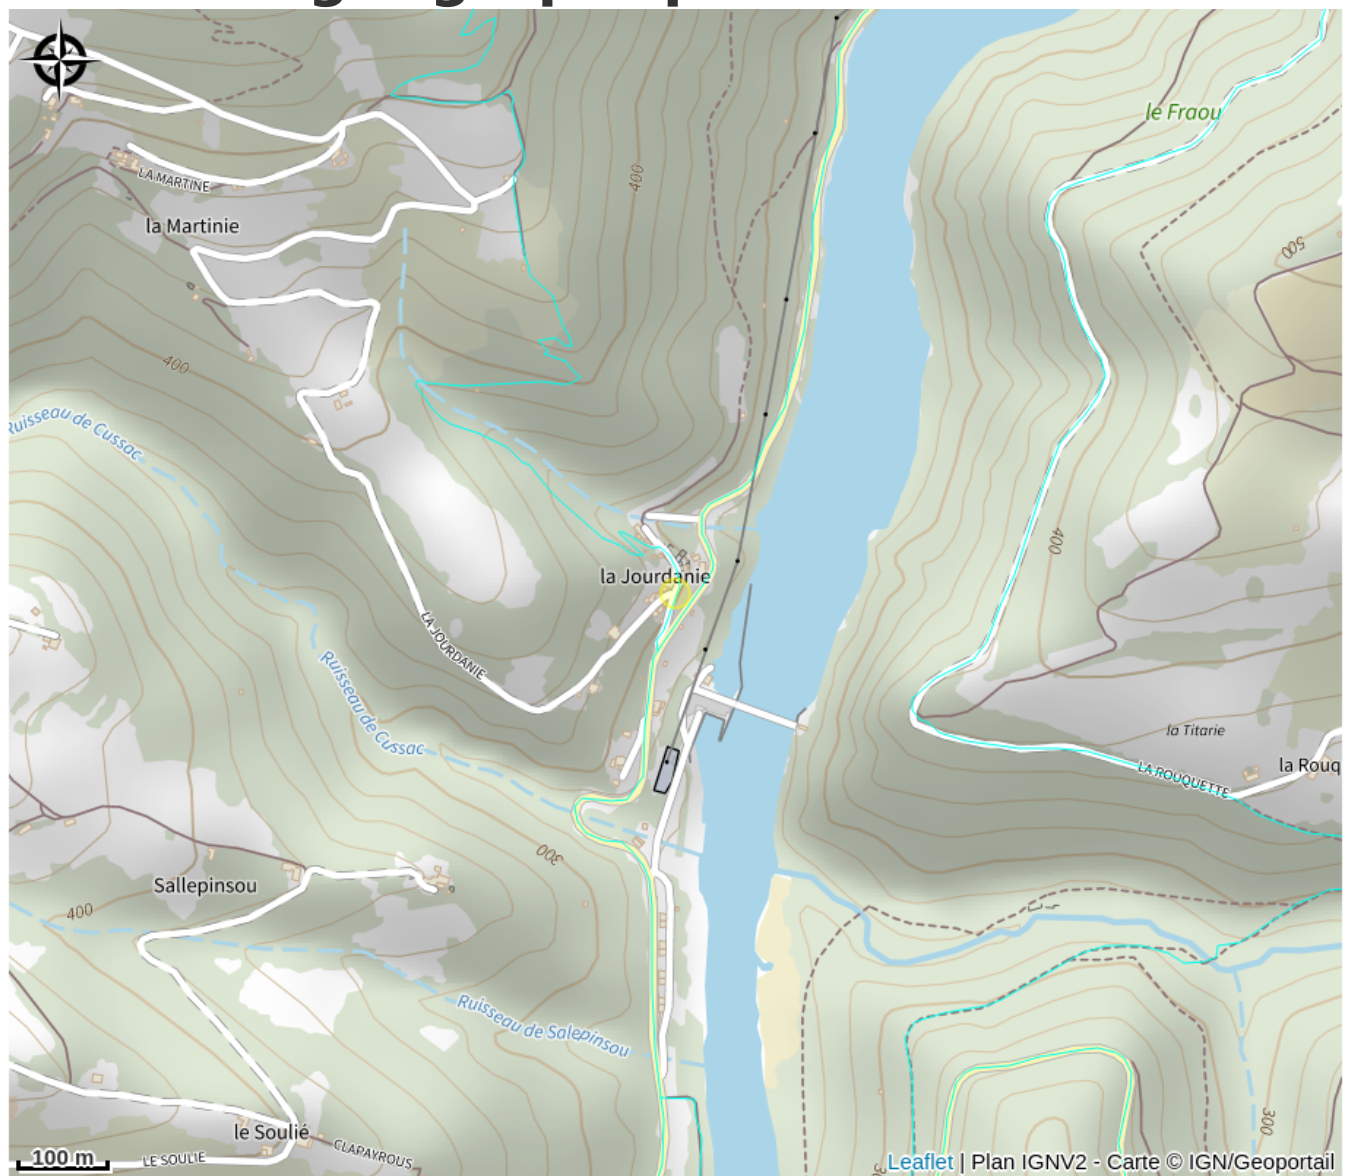 le Fraou
400
LA MARTINE
la Martinie
500
400
Ruisseau de Cussac
400
la Jourdanie
LA JOURDANIE
Ruisseau de Cussac
la Titarie
la Rouq
LA ROUQUETTE
300
Sallepinsou
400
Ruisseau de Salepinsou
300
le Soulié
CLAPAYROUS
LE SOULIE
100 m
Leaflet | Plan IGNV2 - Carte © IGN/Geoportail